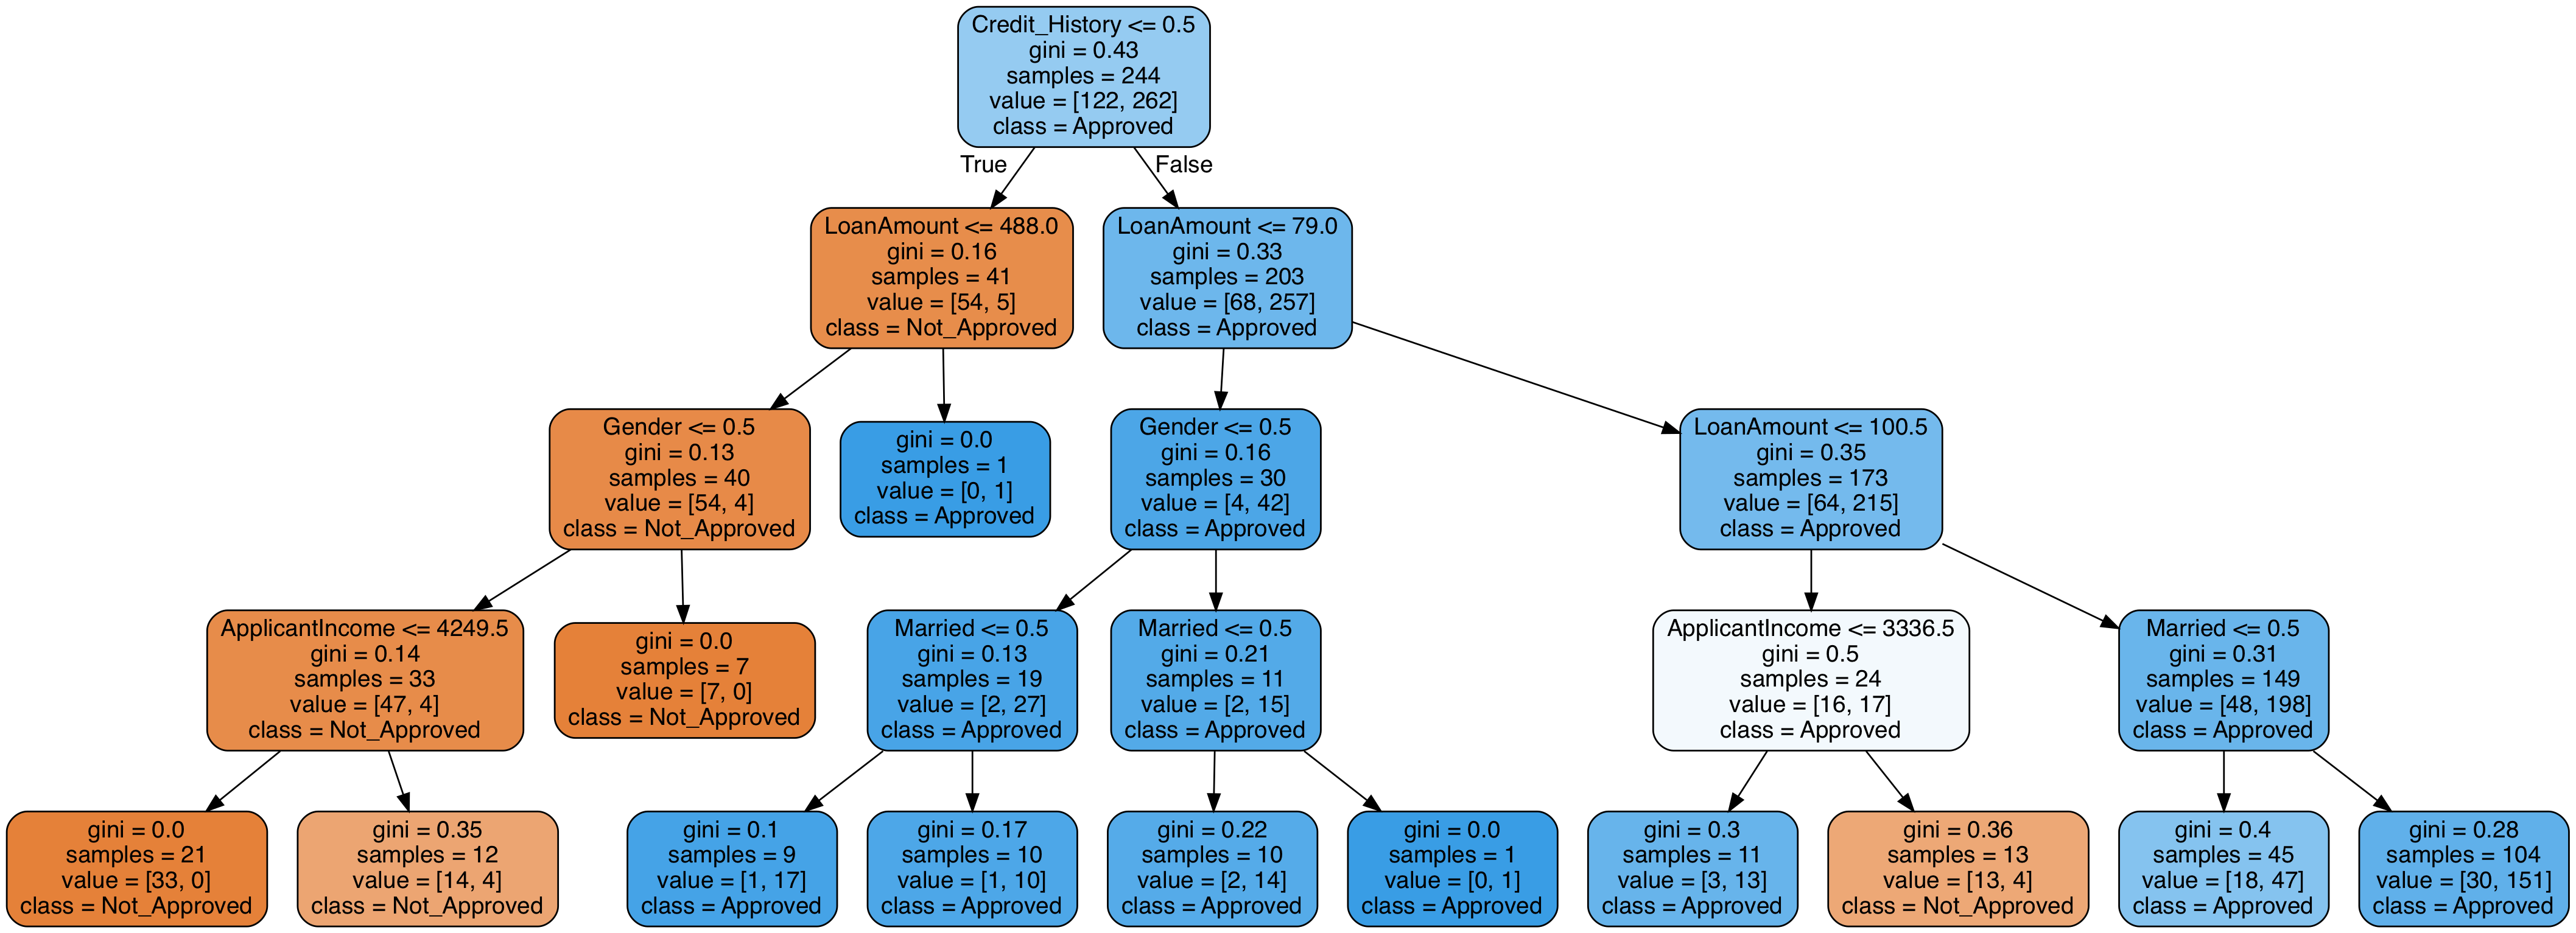 Credit_History <= 0.5
gini = 0.43
samples = 244
value = [122, 262]
class = Approved
True
False
LoanAmount <= 488.0
gini = 0.16
samples = 41
value = [54, 5]
class = Not_Approved
LoanAmount <= 79.0
gini = 0.33
samples = 203
value = [68, 257]
class = Approved
Gender <= 0.5
gini = 0.13
samples = 40
value = [54, 4]
class = Not_Approved
gini = 0.0
samples = 1
value = [0, 1]
class = Approved
Gender <= 0.5
gini = 0.16
samples = 30
value = [4, 42]
class = Approved
LoanAmount <= 100.5
gini = 0.35
samples = 173
value = [64, 215]
class = Approved
ApplicantIncome <= 4249.5
gini = 0.14
samples = 33
value = [47, 4]
class = Not_Approved
gini = 0.0
samples = 7
value = [7, 0]
class = Not_Approved
Married <= 0.5
gini = 0.13
samples = 19
value = [2, 27]
class = Approved
Married <= 0.5
gini = 0.21
samples = 11
value = [2, 15]
class = Approved
ApplicantIncome <= 3336.5
gini = 0.5
samples = 24
value = [16, 17]
class = Approved
Married <= 0.5
gini = 0.31
samples = 149
value = [48, 198]
class = Approved
gini = 0.0
samples = 21
value = [33, 0]
class = Not_Approved
gini = 0.35
samples = 12
value = [14, 4]
class = Not_Approved
gini = 0.1
samples = 9
value = [1, 17]
class = Approved
gini = 0.17
samples = 10
value = [1, 10]
class = Approved
gini = 0.22
samples = 10
value = [2, 14]
class = Approved
gini = 0.0
samples = 1
value = [0, 1]
class = Approved
gini = 0.3
samples = 11
value = [3, 13]
class = Approved
gini = 0.36
samples = 13
value = [13, 4]
class = Not_Approved
gini = 0.4
samples = 45
value = [18, 47]
class = Approved
gini = 0.28
samples = 104
value = [30, 151]
class = Approved